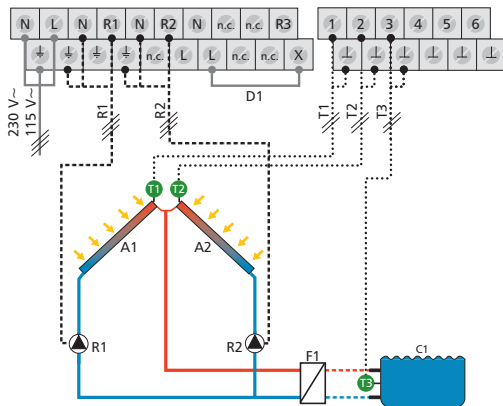 N L N R1 N R2 N n.c. n.c. R3
n.c. L L n.c. n.c. X
1 2 3 4 5 6
D1
230 V~
115 V~
R1
R2
T1
T2
T3
T1 T2
A1 A2
R1 R2
F1
C1
T3